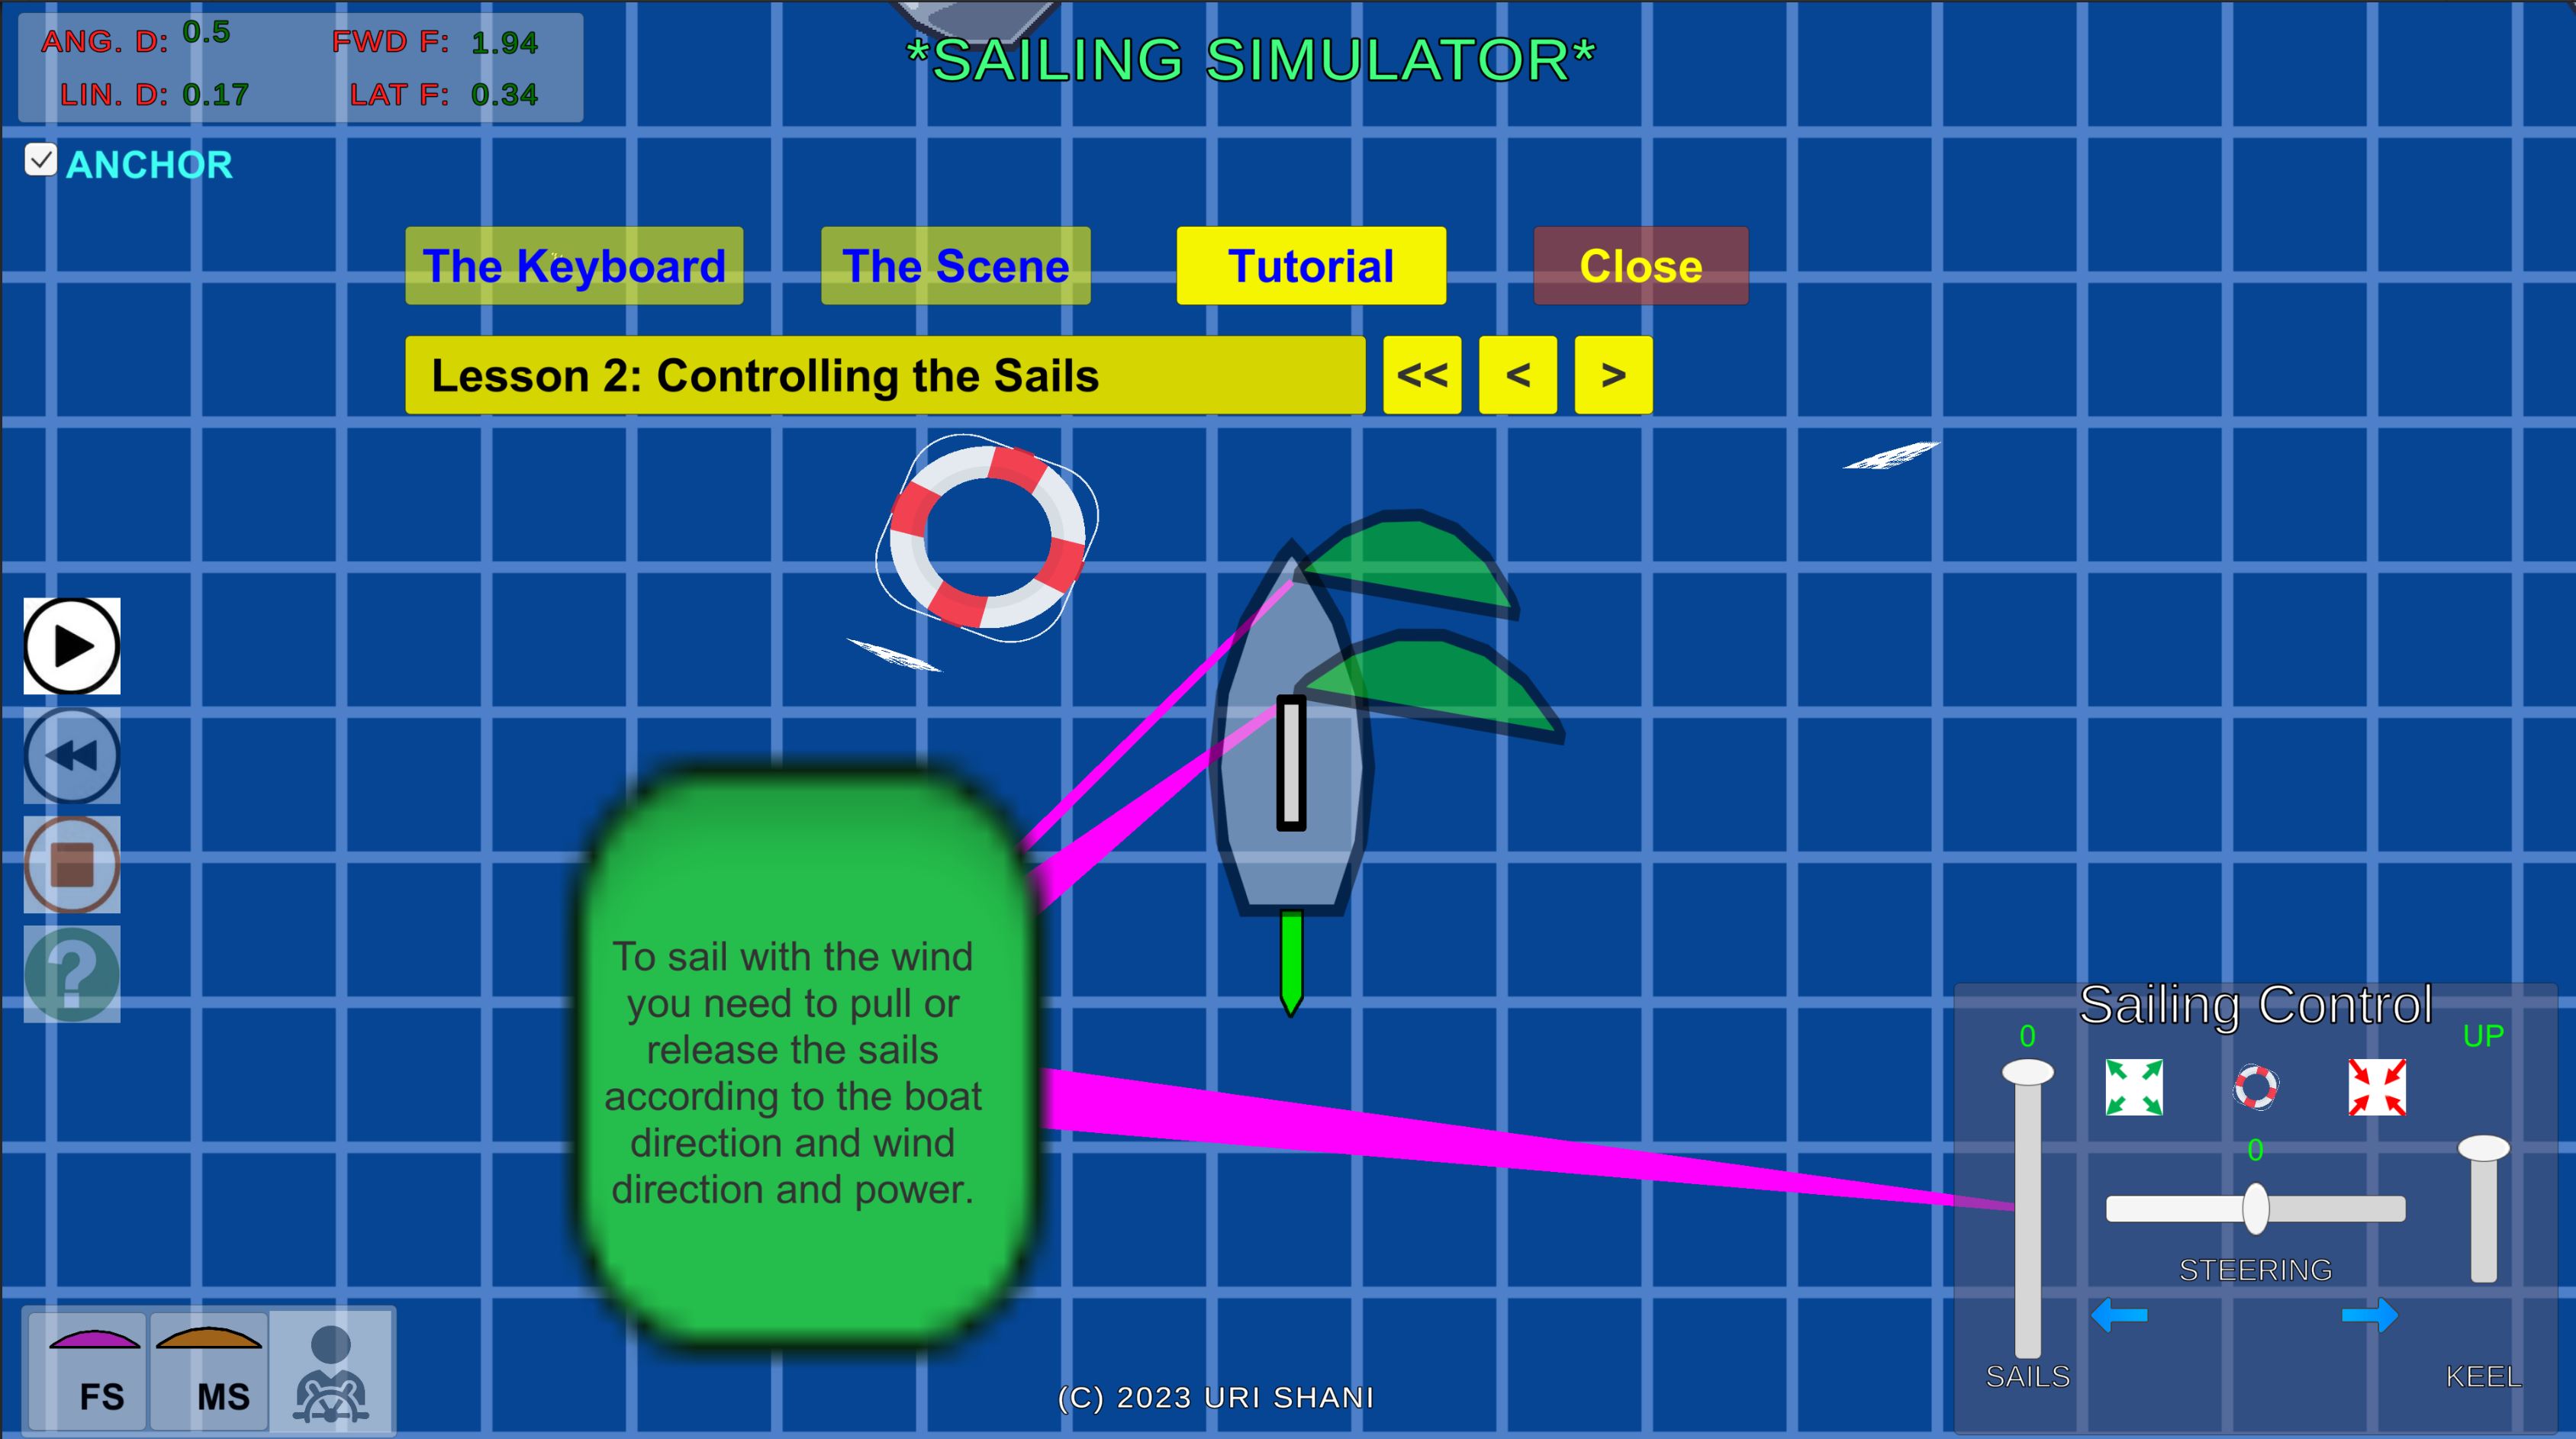 ANG. D: 0.5 FWD F: 1.94
LIN. D: 0.17 LAT F: 0.34
*SAILING SIMULATOR*
ANCHOR
The Keyboard The Scene Tutorial Close
Lesson 2: Controlling the Sails << < >
To sail with the wind
you need to pull or
release the sails
according to the boat
direction and wind
direction and power.
Sailing Control
0 UP
0
STEERING
SAILS KEEL
FS MS
(C) 2023 URI SHANI